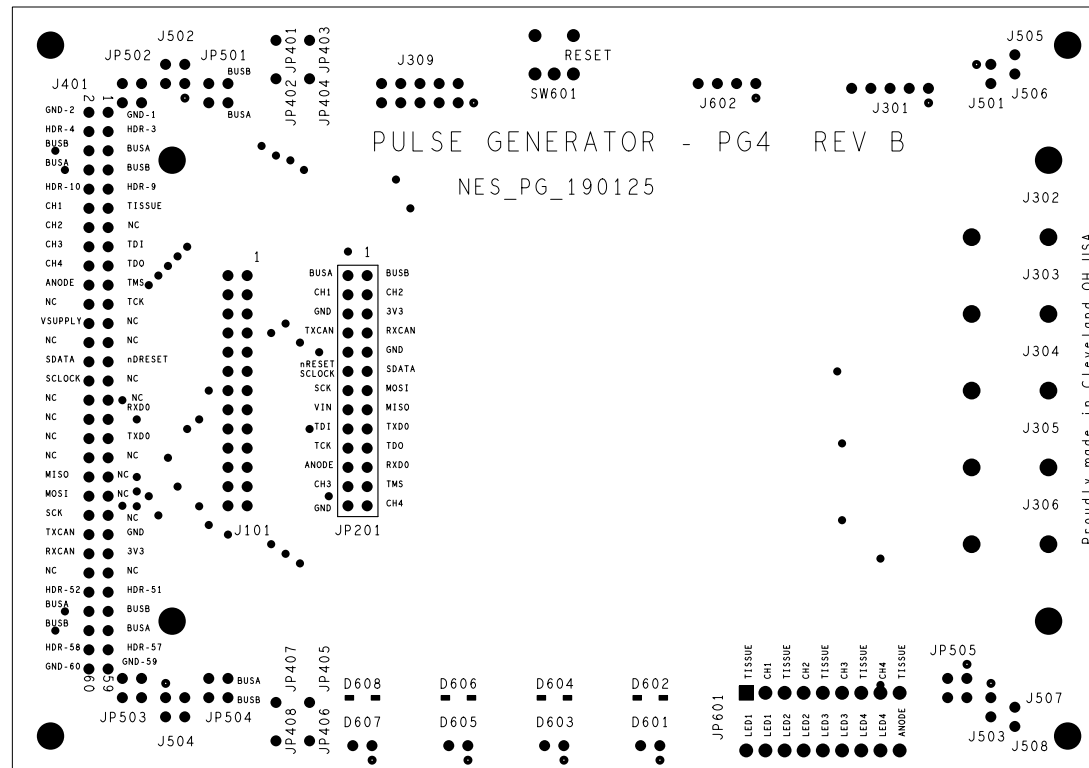 J502
JP502 JP501
J401
BUSB
BUSA
JP401
JP403
JP402
JP404
J309
RESET
SW601
J602
J301
J505
J501
J506
PULSE GENERATOR - PG4 REV B
NES_PG_190125
2 1
GND-2 GND-1
HDR-4 HDR-3
BUSB BUSA
BUSA BUSB
HDR-10 HDR-9
CH1 TISSUE
CH2 NC
CH3 TDI
CH4 TDO
ANODE TMS
NC TCK
VSUPPLY NC
NC NC
SDATA nDRESET
SCLOCK NC
NC NC
NC RXD0
NC TXD0
NC NC
MISO NC
MOSI NC
SCK NC
TXCAN GND
RXCAN 3V3
NC NC
HDR-52 HDR-51
BUSA BUSB
BUSB BUSA
HDR-58 HDR-57
GND-60 GND-59
60 59
1
J101
1
BUSA BUSB
CH1 CH2
GND 3V3
TXCAN RXCAN
nRESET GND
SCLOCK SDATA
SCK MOSI
VIN MISO
TDI TXD0
TCK TDO
ANODE RXD0
CH3 TMS
GND CH4
JP201
J302
J303
J304
J305
J306
Proudly made in Cleveland OH USA
BUSA
BUSB
JP503 JP504
J504
JP407
JP405
JP408
JP406
D608 D606 D604 D602
D607 D605 D603 D601
JP601
TISSUE
CH1
TISSUE
CH2
TISSUE
CH3
TISSUE
CH4
TISSUE
LED1
LED1
LED2
LED2
LED3
LED3
LED4
LED4
ANODE
JP505
J507
J503
J508